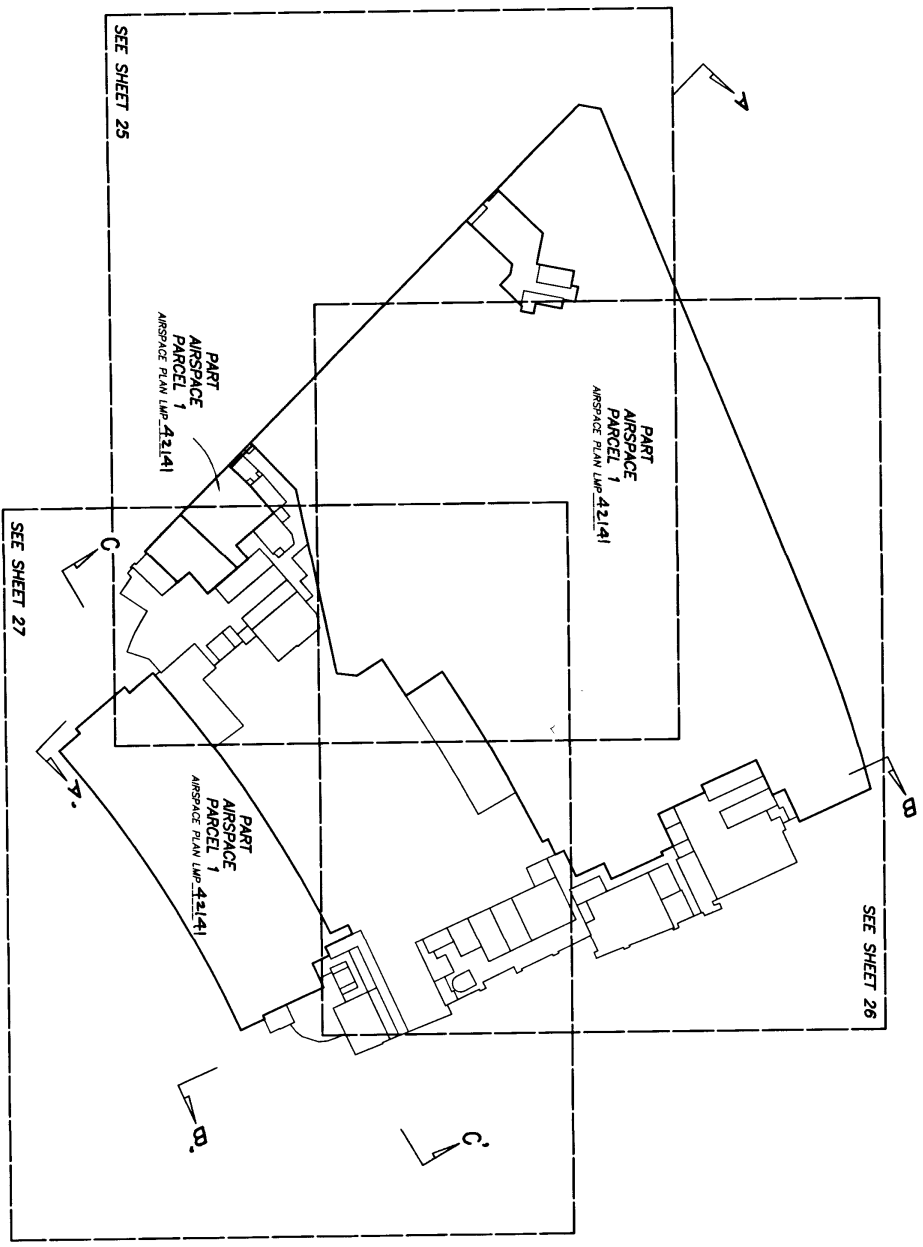 SEE SHEET 25
A
PART
AIRSPACE
PARCEL 1
AIRSPACE PLAN LMP 42141
PART
AIRSPACE
PARCEL 1
AIRSPACE PLAN LMP 42141
C
SEE SHEET 27
A'
PART
AIRSPACE
PARCEL 1
AIRSPACE PLAN LMP 42141
B
SEE SHEET 26
B'
C'